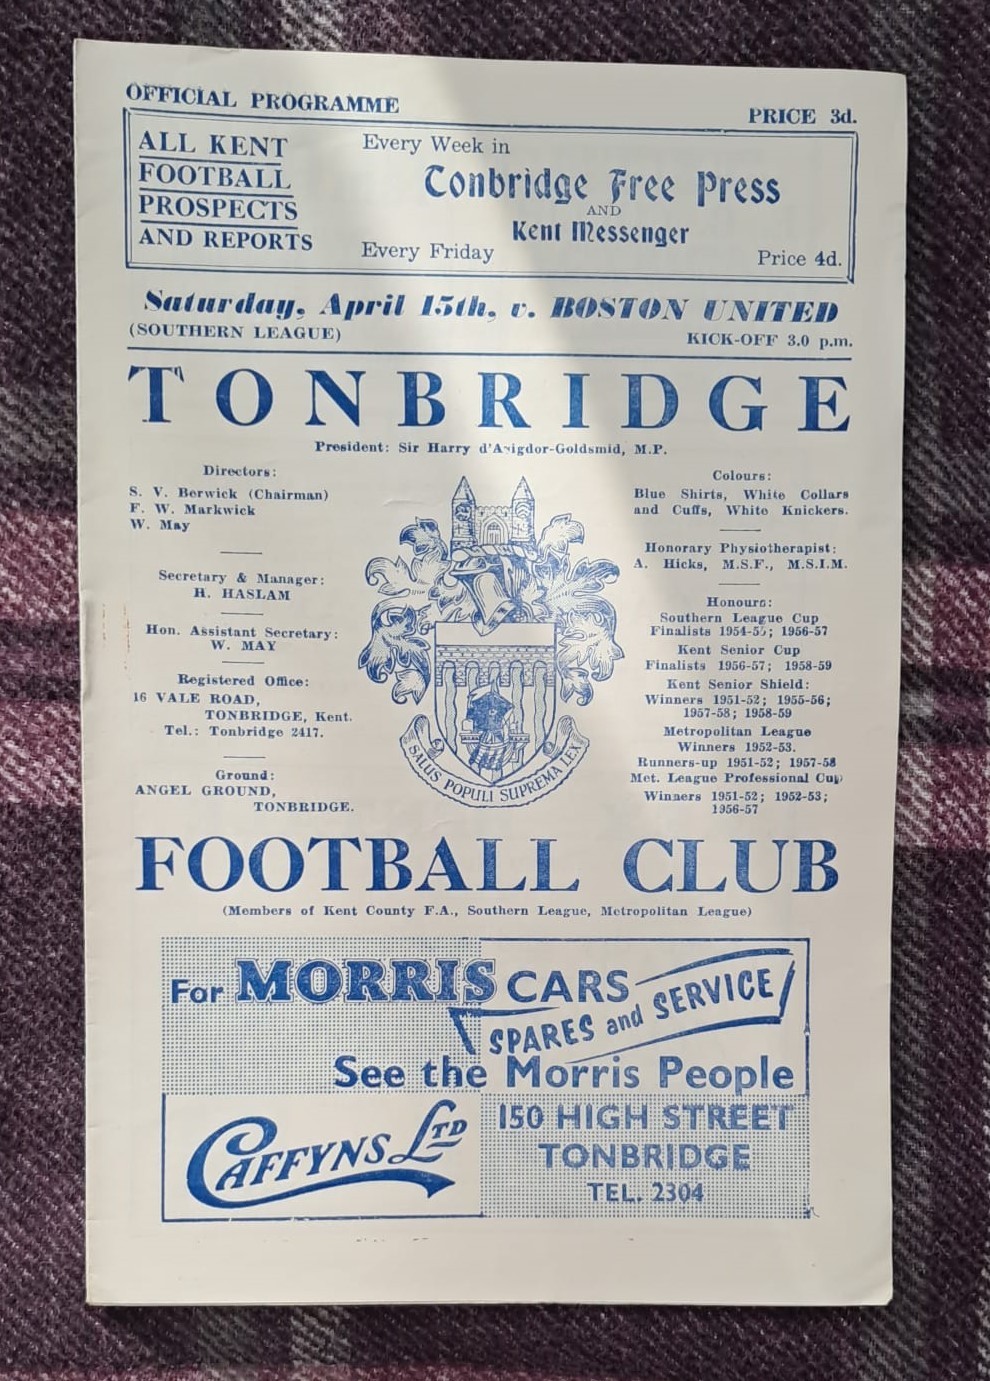 OFFICIAL PROGRAMME
PRICE 3d.
ALL KENT
FOOTBALL
PROSPECTS
AND REPORTS
Every Week in
Tonbridge Free Press
AND
Kent Messenger
Every Friday
Price 4d.
Saturday, April 15th, v. BOSTON UNITED
(SOUTHERN LEAGUE)
KICK-OFF 3.0 p.m.
TONBRIDGE
President: Sir Harry d'Avigdor-Goldsmid, M.P.
Directors:
S. V. Berwick (Chairman)
F. W. Markwick
W. May
Secretary & Manager:
H. HASLAM
Hon. Assistant Secretary:
W. MAY
Registered Office:
16 VALE ROAD,
TONBRIDGE, Kent.
Tel.: Tonbridge 2417.
Ground:
ANGEL GROUND,
TONBRIDGE.
SALUS POPULI SUPREMA LEX
Colours:
Blue Shirts, White Collars
and Cuffs, White Knickers.
Honorary Physiotherapist:
A. Hicks, M.S.F., M.S.I.M.
Honours:
Southern League Cup
Finalists 1954-55; 1956-57
Kent Senior Cup
Finalists 1956-57; 1958-59
Kent Senior Shield:
Winners 1951-52; 1955-56;
1957-58; 1958-59
Metropolitan League
Winners 1952-53.
Runners-up 1951-52; 1957-58
Met. League Professional Cup
Winners 1951-52; 1952-53;
1956-57
FOOTBALL CLUB
(Members of Kent County F.A., Southern League, Metropolitan League)
For MORRIS CARS
SPARES and SERVICE
See the Morris People
CAFFYNS LTD
150 HIGH STREET
TONBRIDGE
TEL. 2304